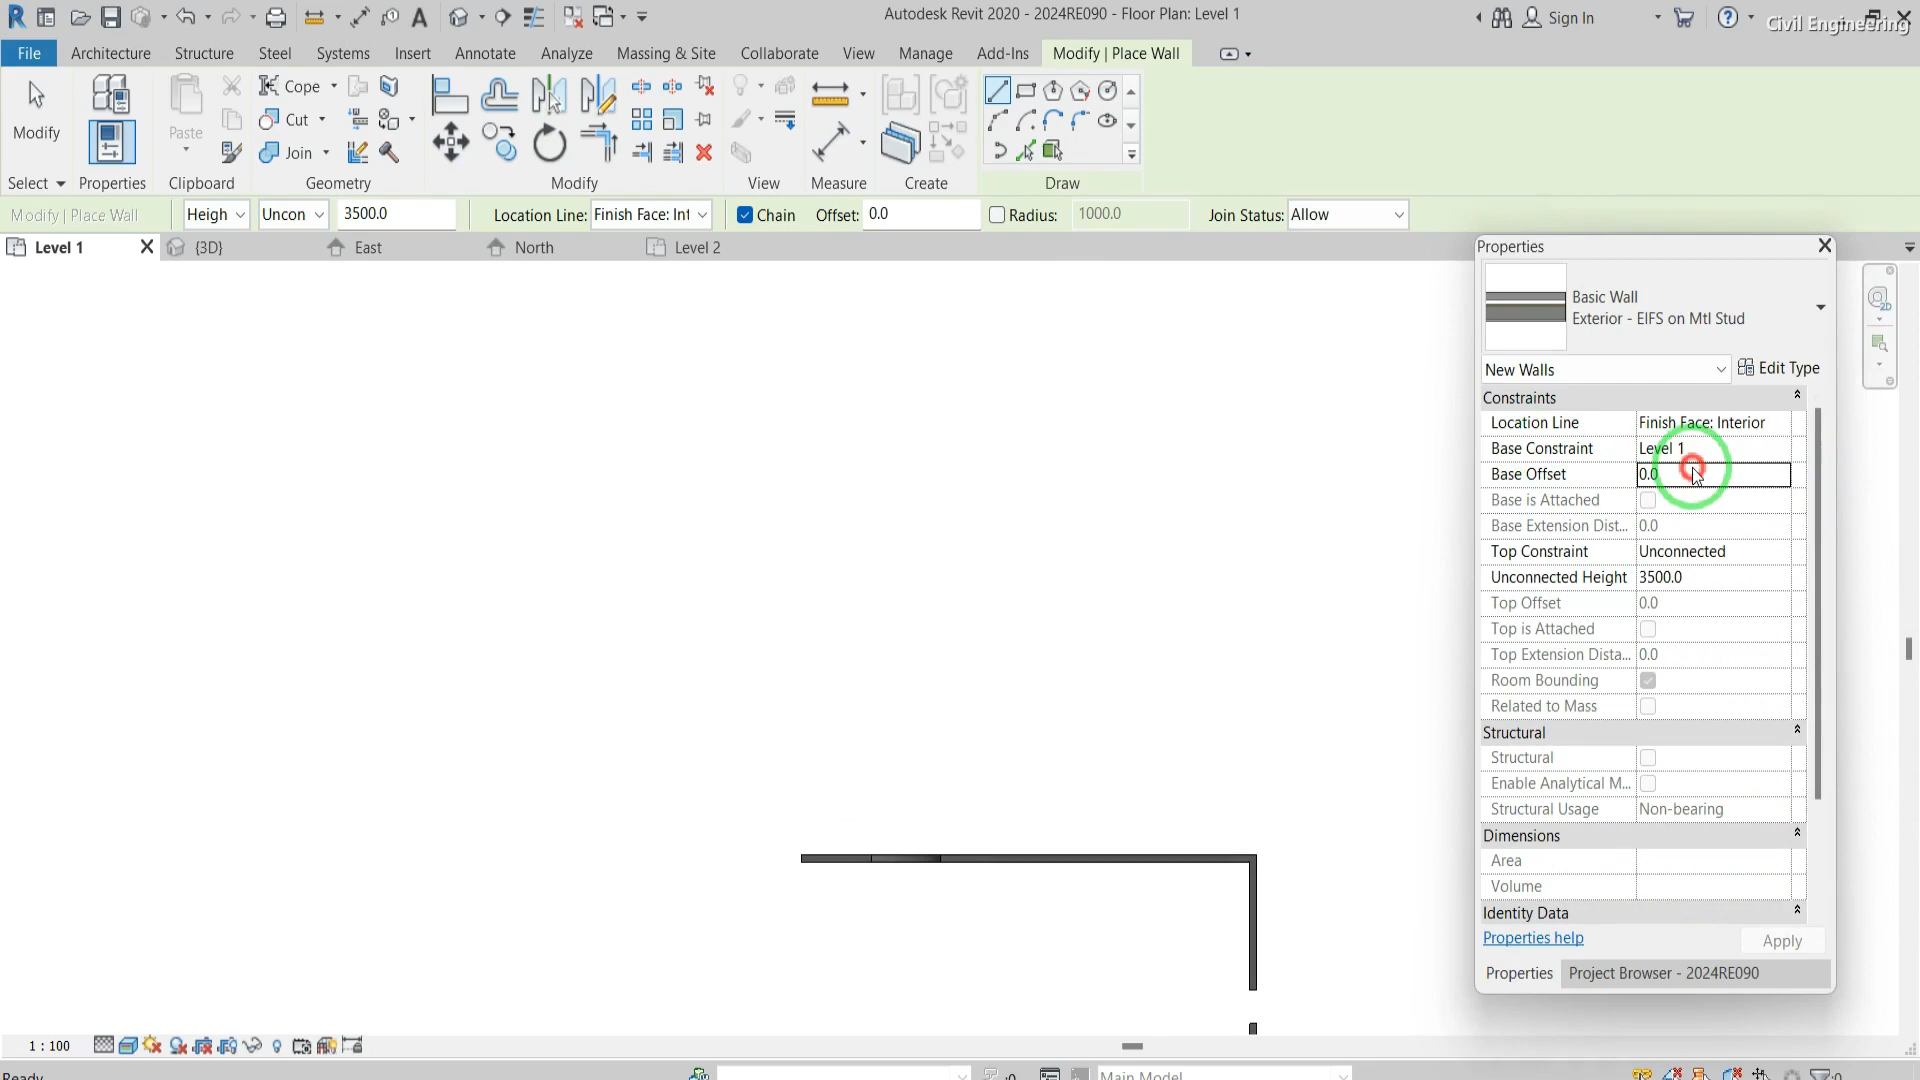 Autodesk Revit 2020 - 2024RE090 - Floor Plan: Level 1
Sign In
Civil Engineering
File Architecture Structure Steel Systems Insert Annotate Analyze Massing & Site Collaborate View Manage Add-Ins Modify | Place Wall
Cope
Modify
Paste
Cut
Join
Select Properties Clipboard Geometry Modify View Measure Create Draw
Modify | Place Wall Heigh Uncon 3500.0 Location Line: Finish Face: Int Chain Offset: 0.0 Radius: 1000.0 Join Status: Allow
Level 1 {3D} East North Level 2
Properties
Basic Wall
Exterior - EIFS on Mtl Stud
New Walls Edit Type
Constraints
Location Line Finish Face: Interior
Base Constraint Level 1
Base Offset 0.0
Base is Attached
Base Extension Dist... 0.0
Top Constraint Unconnected
Unconnected Height 3500.0
Top Offset 0.0
Top is Attached
Top Extension Dista... 0.0
Room Bounding
Related to Mass
Structural
Structural
Enable Analytical M...
Structural Usage Non-bearing
Dimensions
Area
Volume
Identity Data
Properties help Apply
Properties Project Browser - 2024RE090
1 : 100
Ready :0 Main Model :0